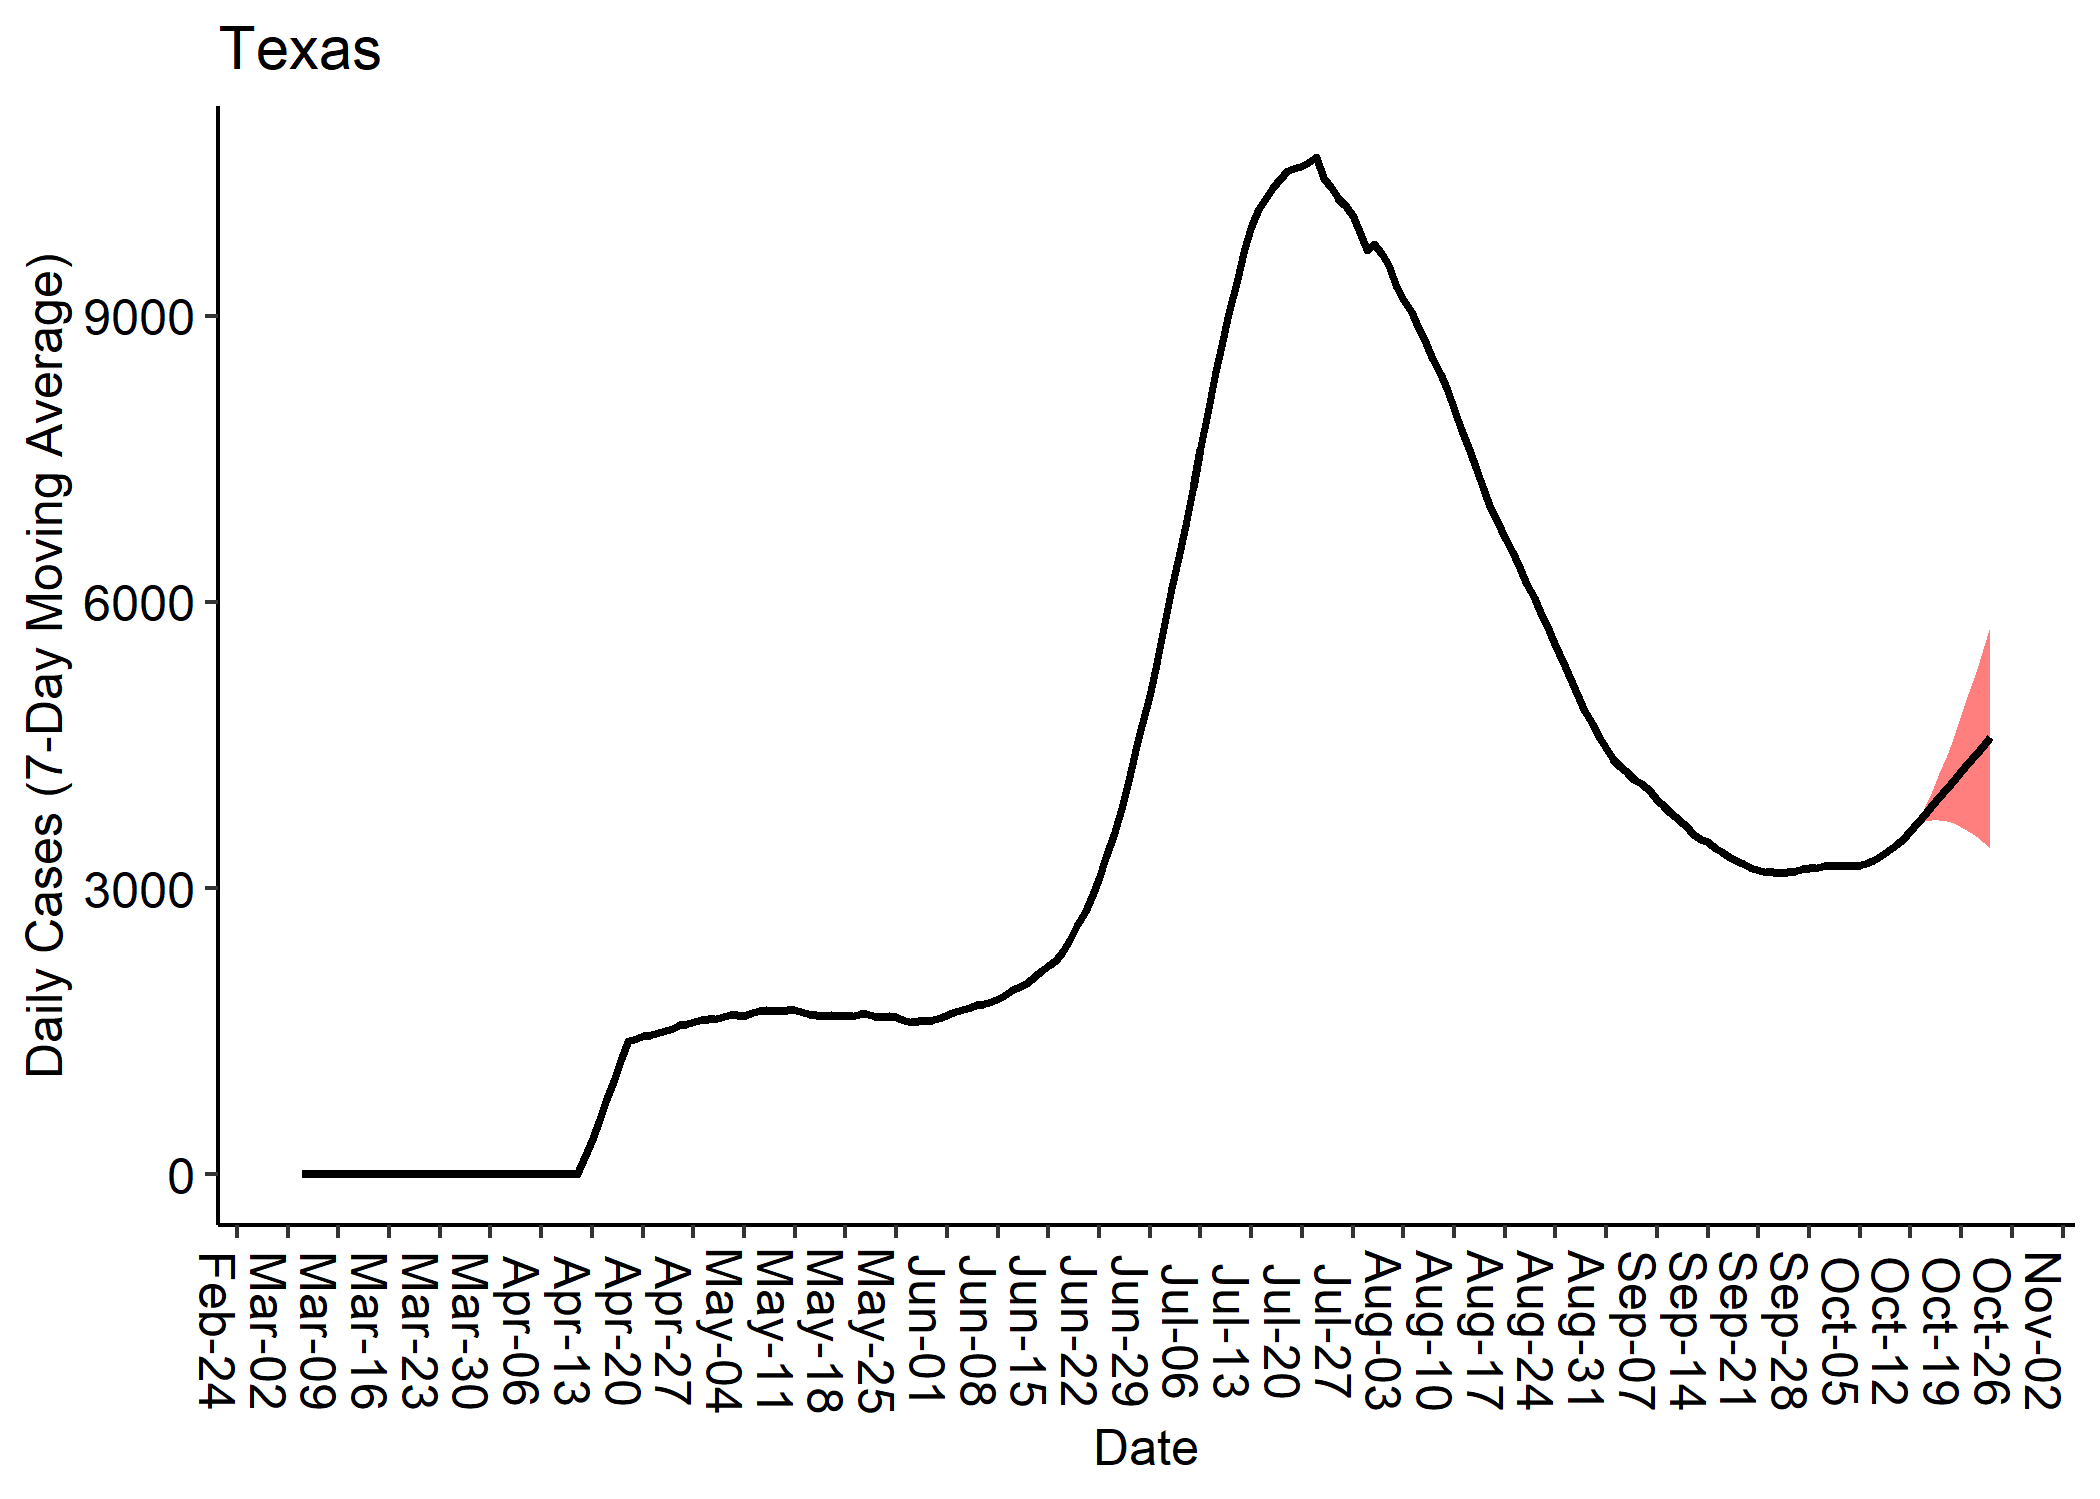 Texas
Daily Cases (7-Day Moving Average)
9000
6000
3000
0
Feb-24
Mar-02
Mar-09
Mar-16
Mar-23
Mar-30
Apr-06
Apr-13
Apr-20
Apr-27
May-04
May-11
May-18
May-25
Jun-01
Jun-08
Jun-15
Jun-22
Jun-29
Jul-06
Jul-13
Jul-20
Jul-27
Aug-03
Aug-10
Aug-17
Aug-24
Aug-31
Sep-07
Sep-14
Sep-21
Sep-28
Oct-05
Oct-12
Oct-19
Oct-26
Nov-02
Date